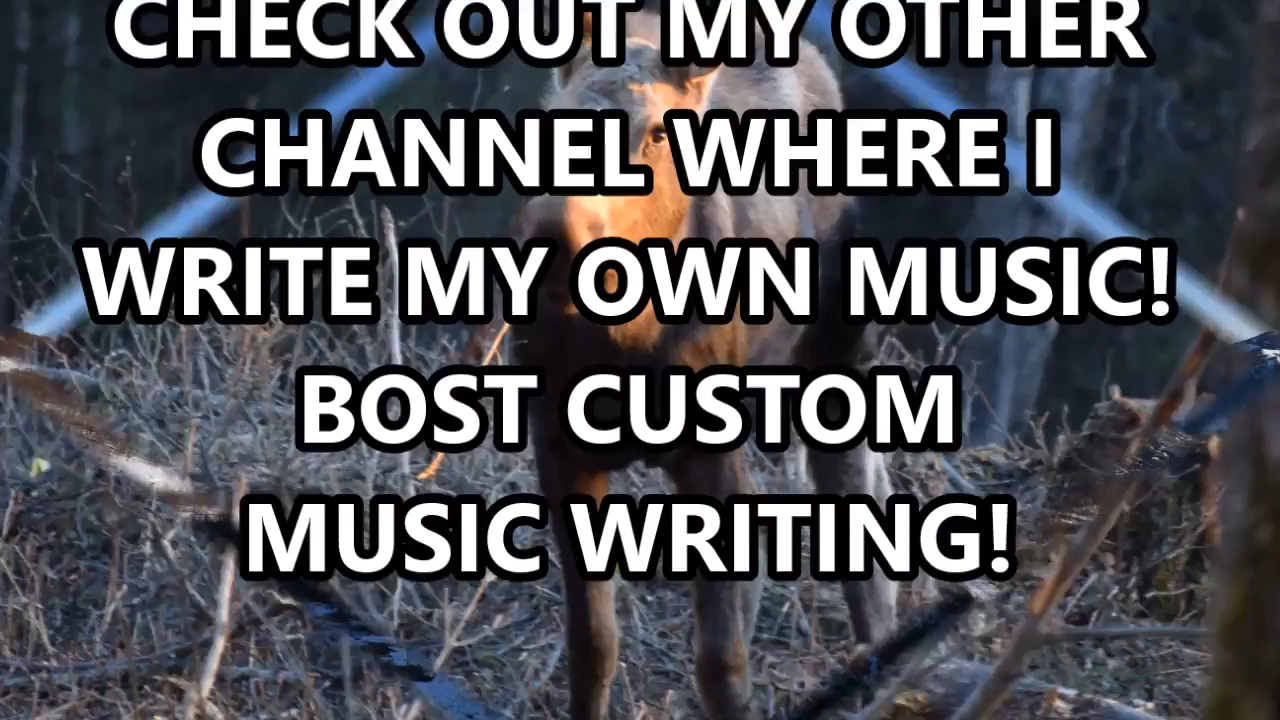 CHECK OUT MY OTHER
CHANNEL WHERE I
WRITE MY OWN MUSIC!
BOST CUSTOM
MUSIC WRITING!